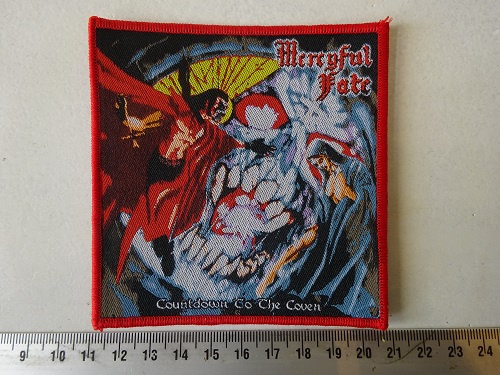 Mercyful
Fate
Countdown To The Coven
9 10 11 12 13 14 15 16 17 18 19 20 21 22 23 24